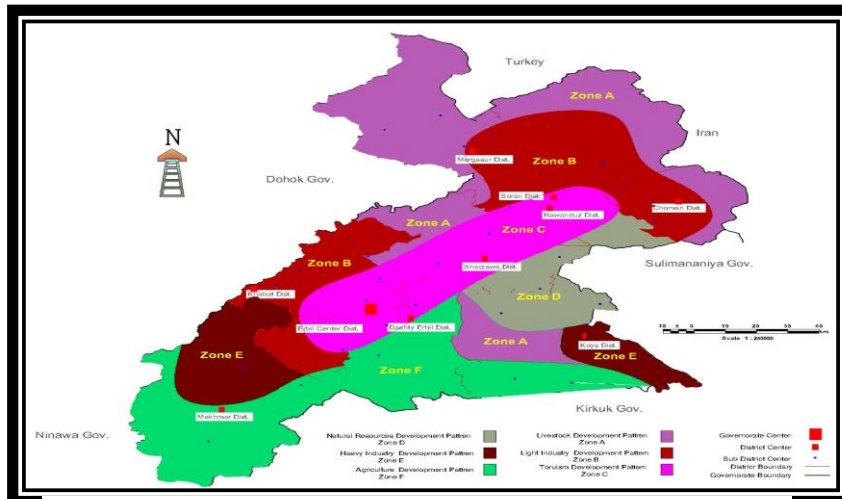 Turkey
Zone A
Iran
N
Mergasur Dist.
Zone B
Dohok Gov.
Soran Dist.
Choman Dist.
Rawanduz Dist.
Zone A
Zone C
Zone B
Shaqlawa Dist.
Sulimananiya Gov.
Khabat Dist.
Zone D
Erbil Center Dist.
Dashty Erbil Dist.
Zone A
Koya Dist.
Zone E
Zone E
Zone F
Makhmor Dist.
Kirkuk Gov.
Ninawa Gov.
Natural Resources Development Pattren
Zone D
Heavy Industry Development Pattren
Zone E
Agriculture Development Pattren
Zone F
Livestock Development Pattren
Zone A
Light Industry Development Pattren
Zone B
Toruism Development Pattern
Zone C
Governorate Center
District Center
Sub District Center
District Boundary
Governorate Boundary